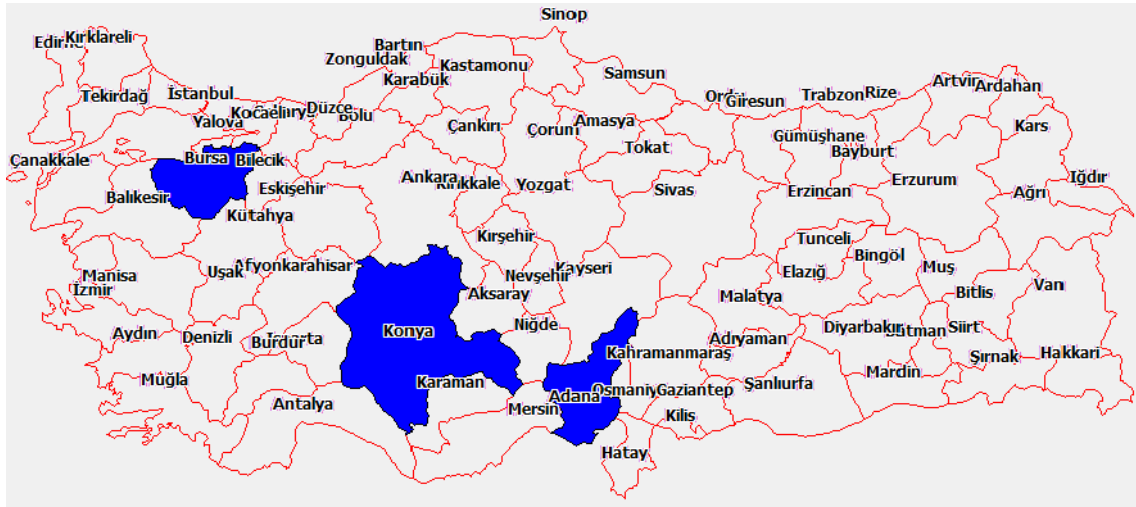 Sinop
Edirne
Kırklareli
Bartın
Zonguldak
Kastamonu
Karabük
Samsun
Artvin
Ardahan
Tekirdağ
İstanbul
Ordu
Giresun
Trabzon
Rize
Yalova
Kocaeli
Düzce
Bolu
Çankırı
Çorum
Amasya
Tokat
Gümüşhane
Bayburt
Kars
Çanakkale
Bursa
Bilecik
Eskişehir
Ankara
Kırıkkale
Yozgat
Sivas
Erzincan
Erzurum
Ağrı
Iğdır
Balıkesir
Kütahya
Kırşehir
Tunceli
Bingöl
Muş
Manisa
İzmir
Uşak
Afyonkarahisar
Nevşehir
Kayseri
Aksaray
Elazığ
Malatya
Bitlis
Van
Aydın
Denizli
Burdur
Konya
Niğde
Kahramanmaraş
Adıyaman
Diyarbakır
Batman
Siirt
Şırnak
Hakkari
Muğla
Antalya
Karaman
Mersin
Adana
Gaziantep
Şanlıurfa
Mardin
Kilis
Hatay